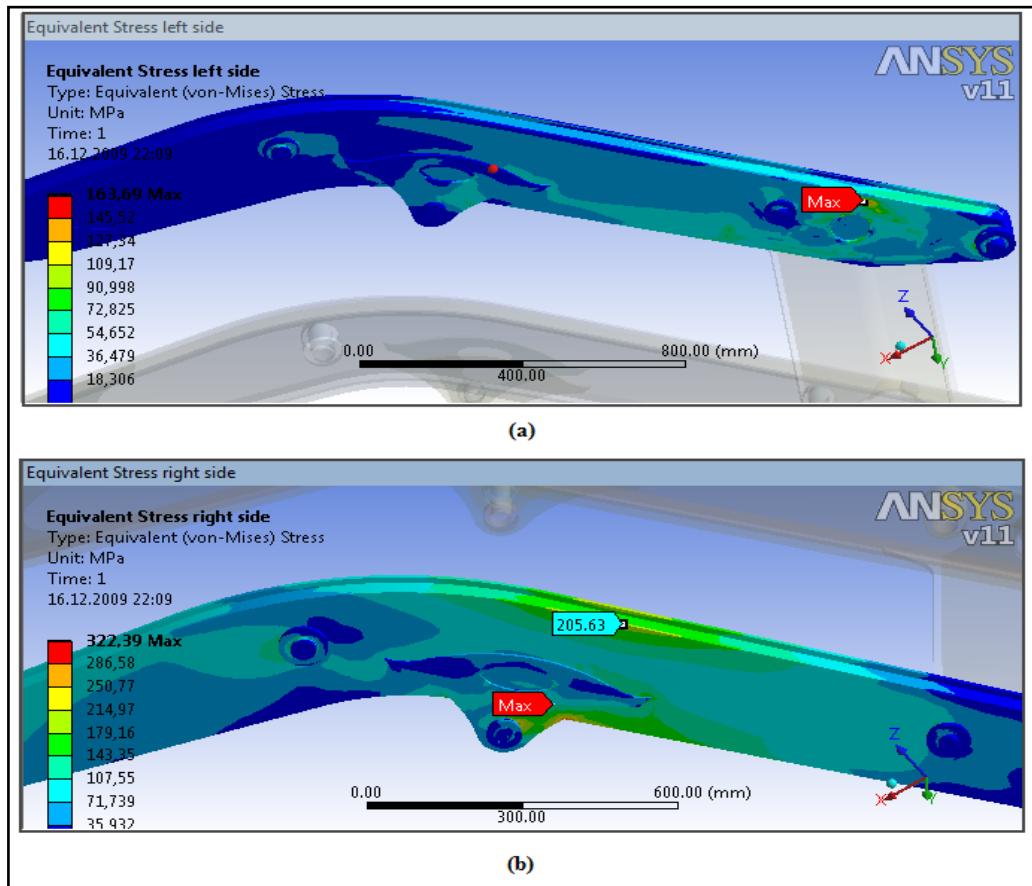 Equivalent Stress left side
ANSYS
v11
Equivalent Stress left side
Type: Equivalent (von-Mises) Stress
Unit: MPa
Time: 1
16.12.2009 22:09
163,69 Max
145,52
127,34
109,17
90,998
72,825
54,652
36,479
18,306
Max
Z
X
Y
0.00
800.00 (mm)
400.00
(a)
Equivalent Stress right side
ANSYS
v11
Equivalent Stress right side
Type: Equivalent (von-Mises) Stress
Unit: MPa
Time: 1
16.12.2009 22:09
322,39 Max
286,58
250,77
214,97
179,16
143,35
107,55
71,739
35,932
205.63
Max
Z
X
Y
0.00
600.00 (mm)
300.00
(b)